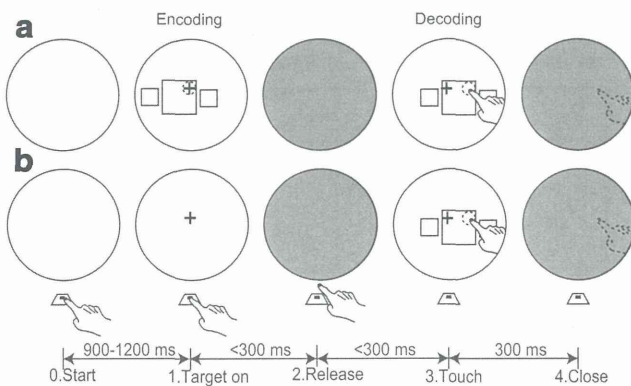 Encoding
Decoding
a
b
900-1200 ms
<300 ms
<300 ms
300 ms
0.Start
1.Target on
2.Release
3.Touch
4.Close